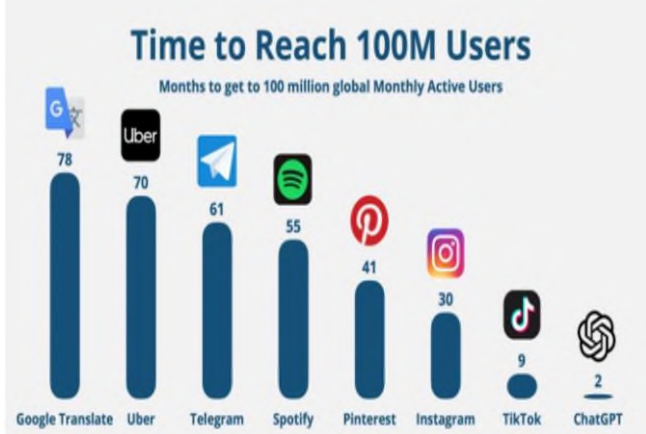 Time to Reach 100M Users
Months to get to 100 million global Monthly Active Users
G 文
Uber
78
70
61
55
41
30
9
2
Google Translate Uber Telegram Spotify Pinterest Instagram TikTok ChatGPT